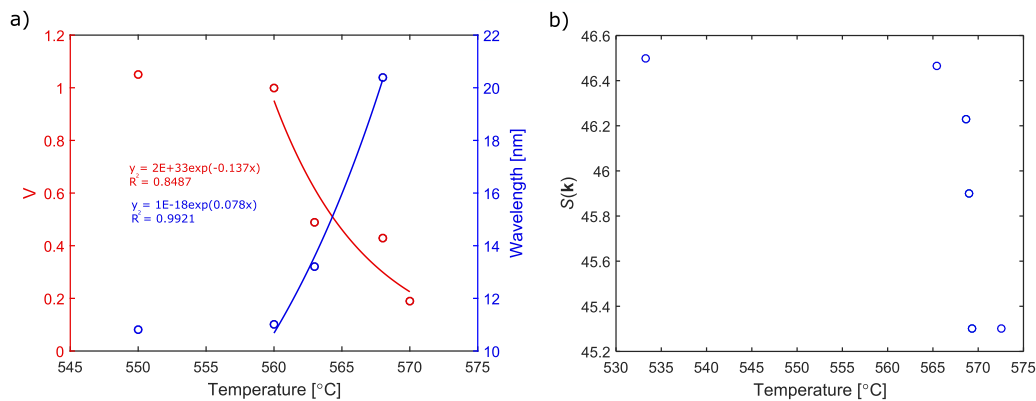 a)
1.2
1
0.8
0.6
0.4
0.2
0
V
y = 2E+33exp(-0.137x)
R² = 0.8487
y = 1E-18exp(0.078x)
R² = 0.9921
22
20
18
16
14
12
10
Wavelength [nm]
545 550 555 560 565 570 575
Temperature [°C]
b)
46.6
46.4
46.2
46
45.8
45.6
45.4
45.2
S(k)
530 535 540 545 550 555 560 565 570 575
Temperature [°C]